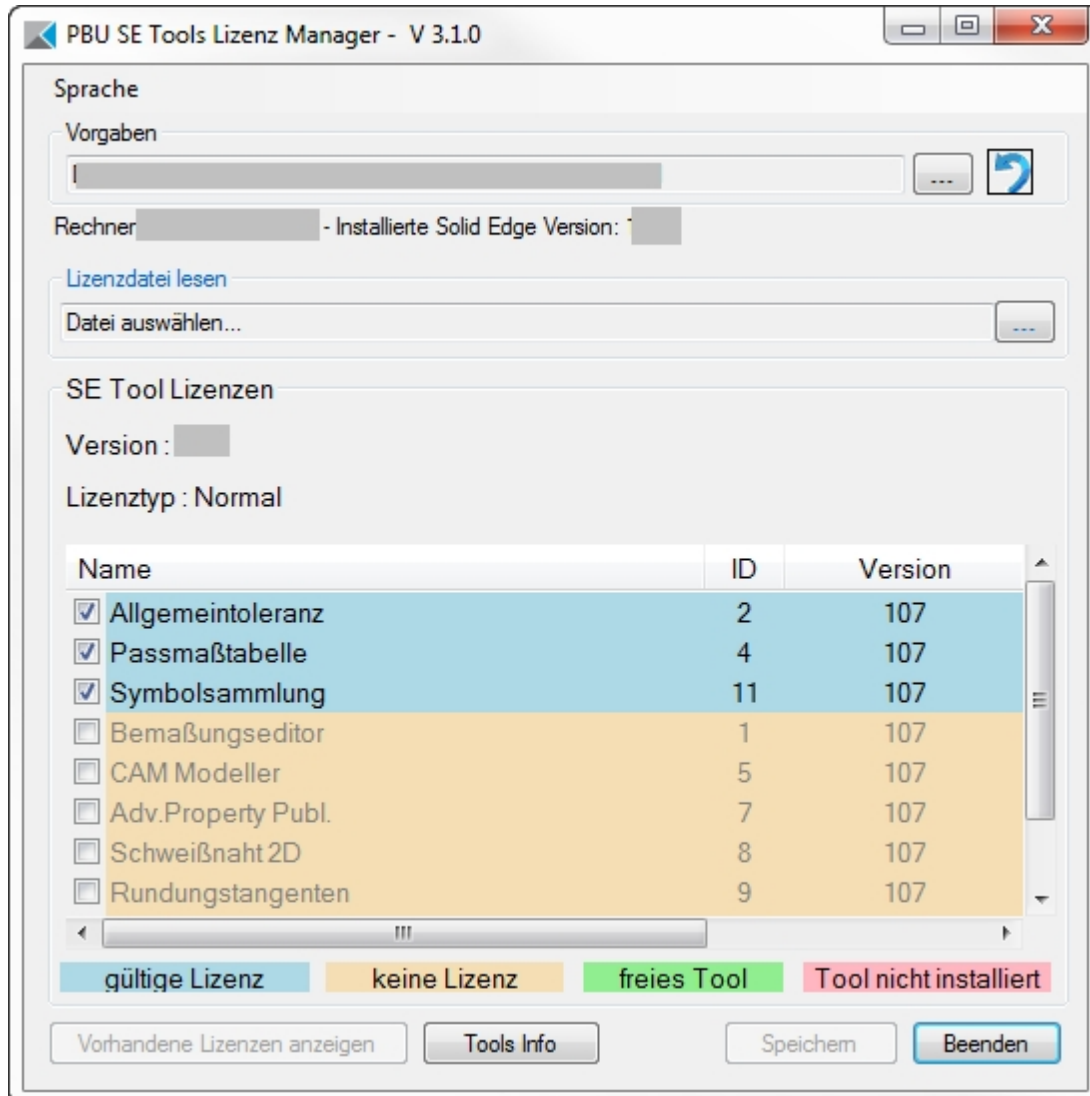 PBU SE Tools Lizenz Manager - V 3.1.0
Sprache
Vorgaben
...
Rechner - Installierte Solid Edge Version:
Lizenzdatei lesen
Datei auswählen... ...
SE Tool Lizenzen
Version :
Lizenztyp : Normal
Name ID Version
Allgemeintoleranz 2 107
Passmaßtabelle 4 107
Symbolsammlung 11 107
Bemaßungseditor 1 107
CAM Modeller 5 107
Adv.Property Publ. 7 107
Schweißnaht 2D 8 107
Rundungstangenten 9 107
gültige Lizenz keine Lizenz freies Tool Tool nicht installiert
Vorhandene Lizenzen anzeigen Tools Info Speichern Beenden